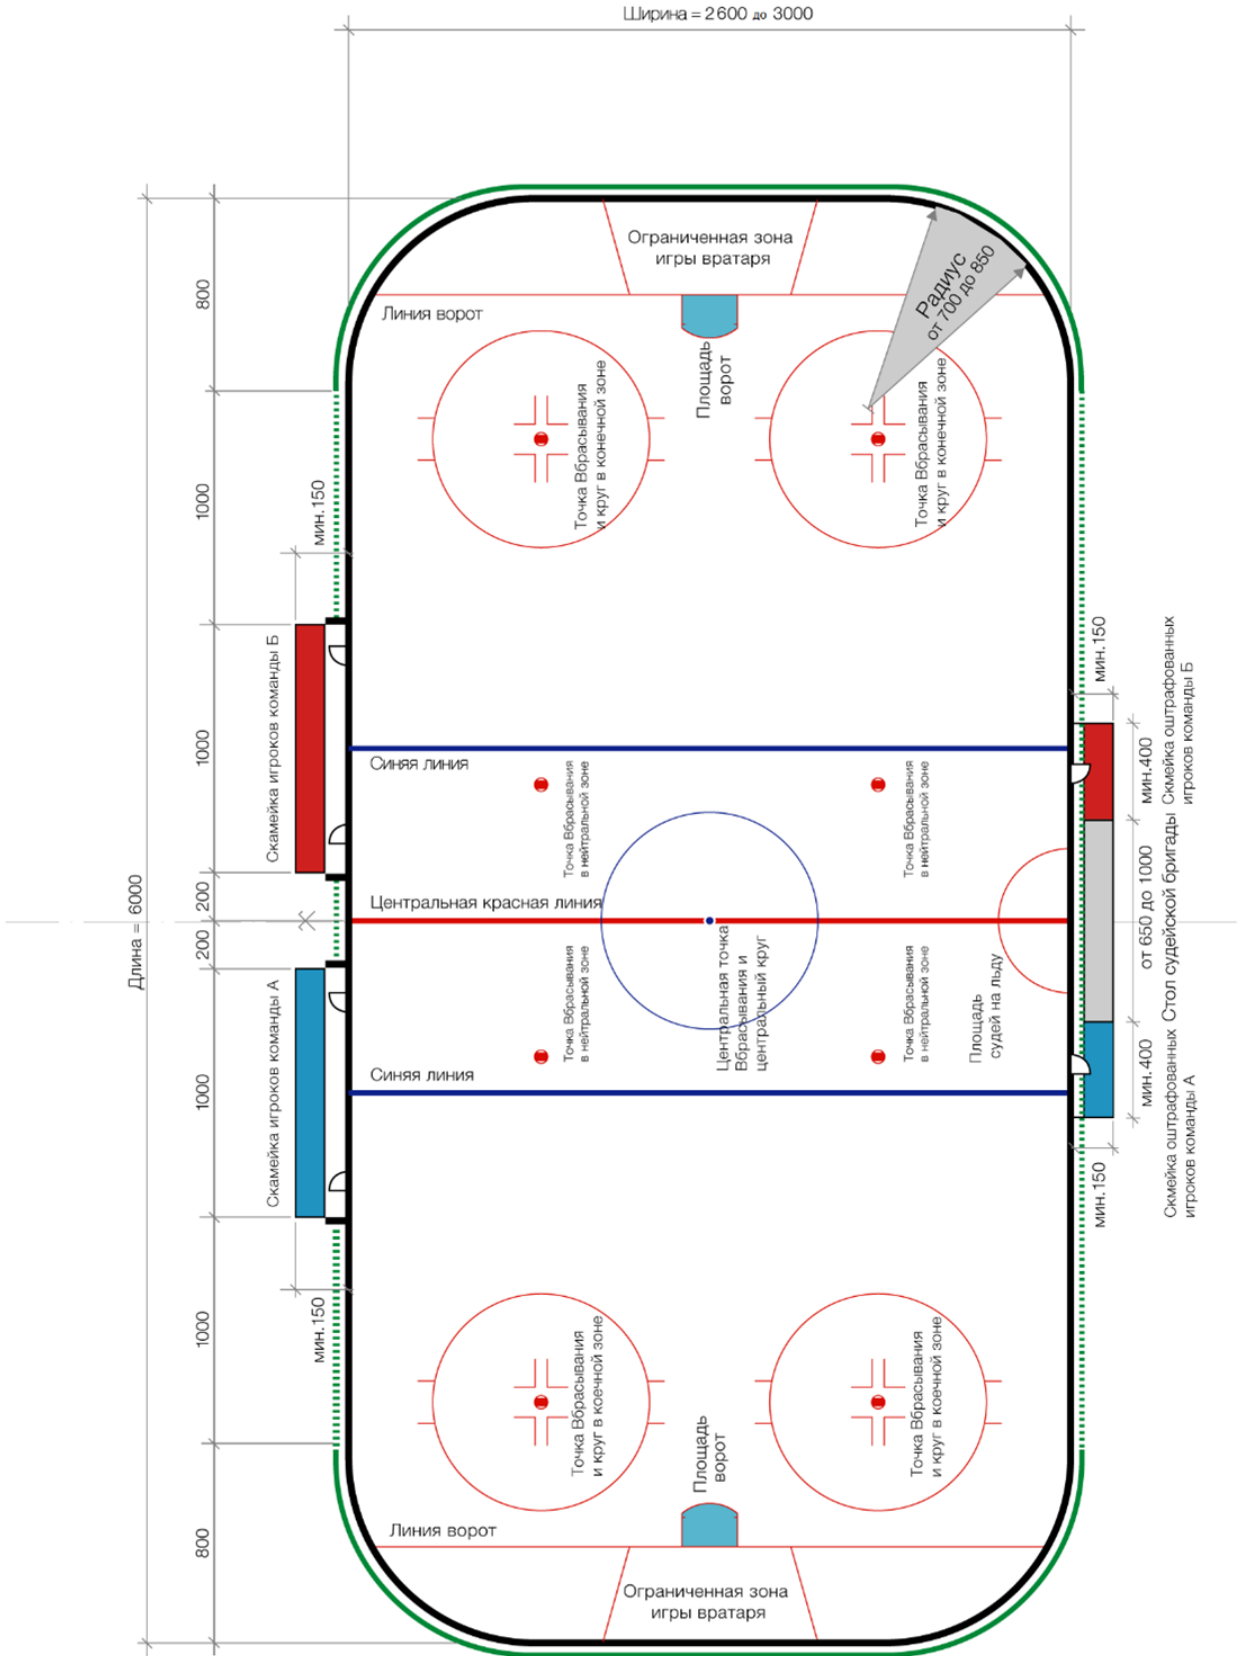 Ширина = 2600 до 3000
Ограниченная зона
игры вратаря
Радиус
от 700 до 850
800
Линия ворот
Площадь
ворот
Точка Вбрасывания
и круг в конечной зоне
Точка Вбрасывания
и круг в конечной зоне
1000
мин.150
Скамейка игроков команды Б
мин.150
Скмейка оштрафованных
игроков команды Б
1000
Синяя линия
Точка Вбрасывания
в нейтральной зоне
Точка Вбрасывания
в нейтральной зоне
мин.400
Длина = 6000
200
Центральная красная линия
от 650 до 1000
Стол судейской бригады
200
Точка Вбрасывания
в нейтральной зоне
Центральная точка
Вбрасывания и
центральный круг
Точка Вбрасывания
в нейтральной зоне
Площадь
судей на льду
Скамейка игроков команды А
1000
Синяя линия
мин.400
Скмейка оштрафованных
игроков команды А
мин.150
1000
мин.150
Точка Вбрасывания
и круг в коечной зоне
Точка Вбрасывания
и круг в коечной зоне
Площадь
ворот
800
Линия ворот
Ограниченная зона
игры вратаря